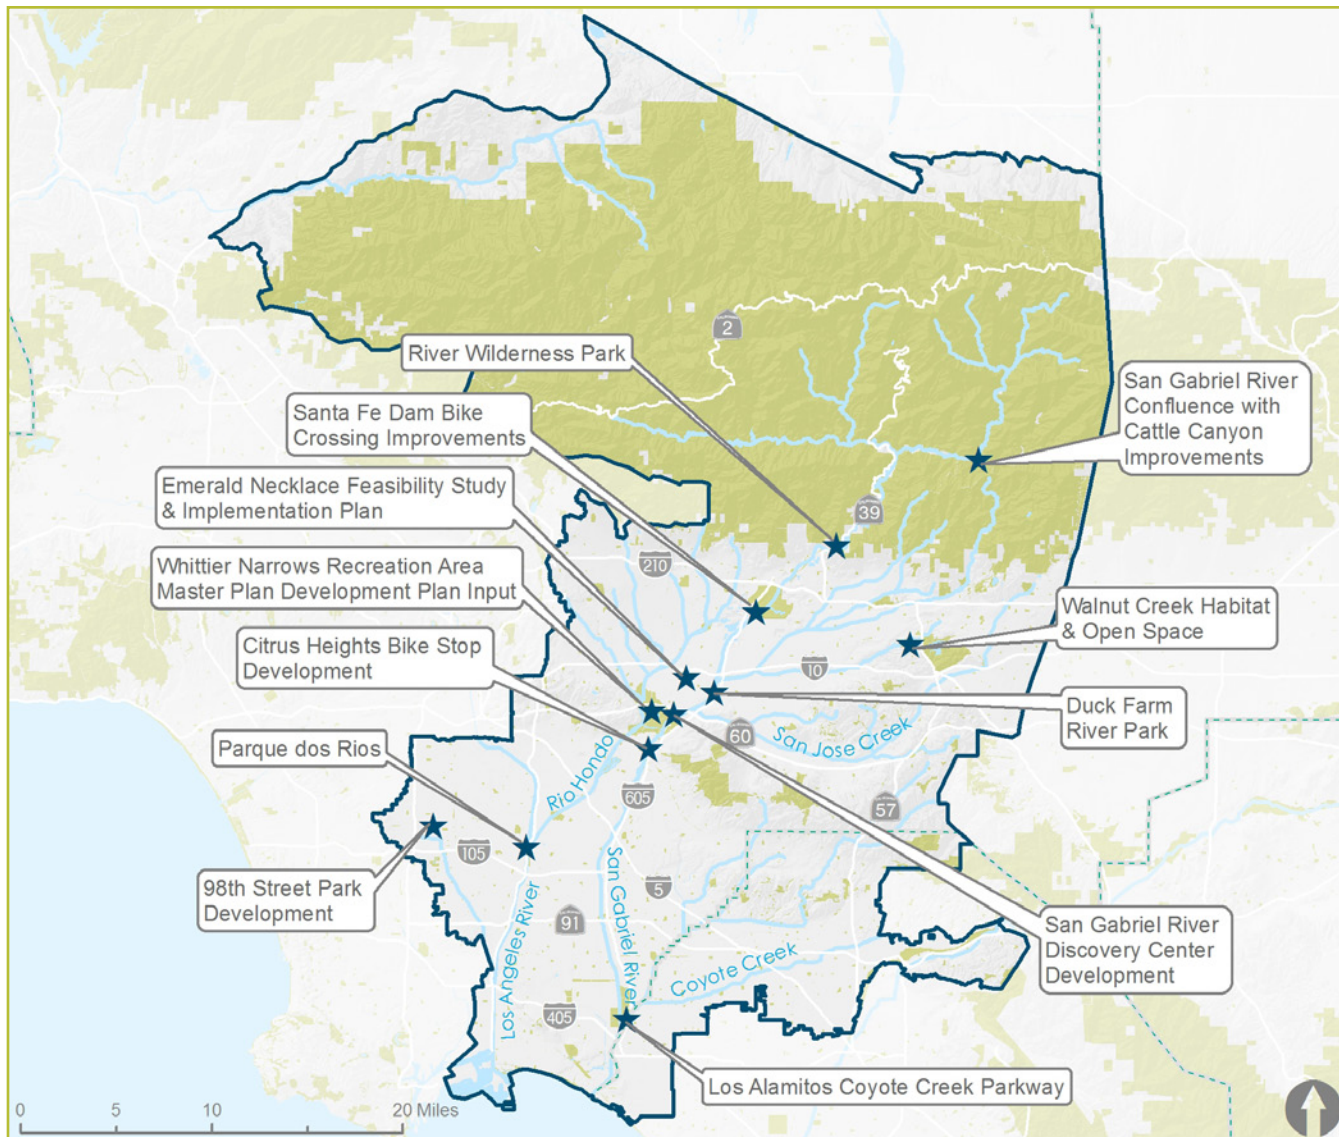 2
River Wilderness Park
San Gabriel River
Confluence with
Cattle Canyon
Improvements
Santa Fe Dam Bike
Crossing Improvements
Emerald Necklace Feasibility Study
& Implementation Plan
39
210
Whittier Narrows Recreation Area
Master Plan Development Plan Input
Walnut Creek Habitat
& Open Space
Citrus Heights Bike Stop
Development
10
Duck Farm
River Park
60
San Jose Creek
Parque dos Rios
Rio Hondo
605
57
105
98th Street Park
Development
5
San Gabriel River
91
Los Angeles River
San Gabriel River
Discovery Center
Development
Coyote Creek
405
Los Alamitos Coyote Creek Parkway
0 5 10 20 Miles